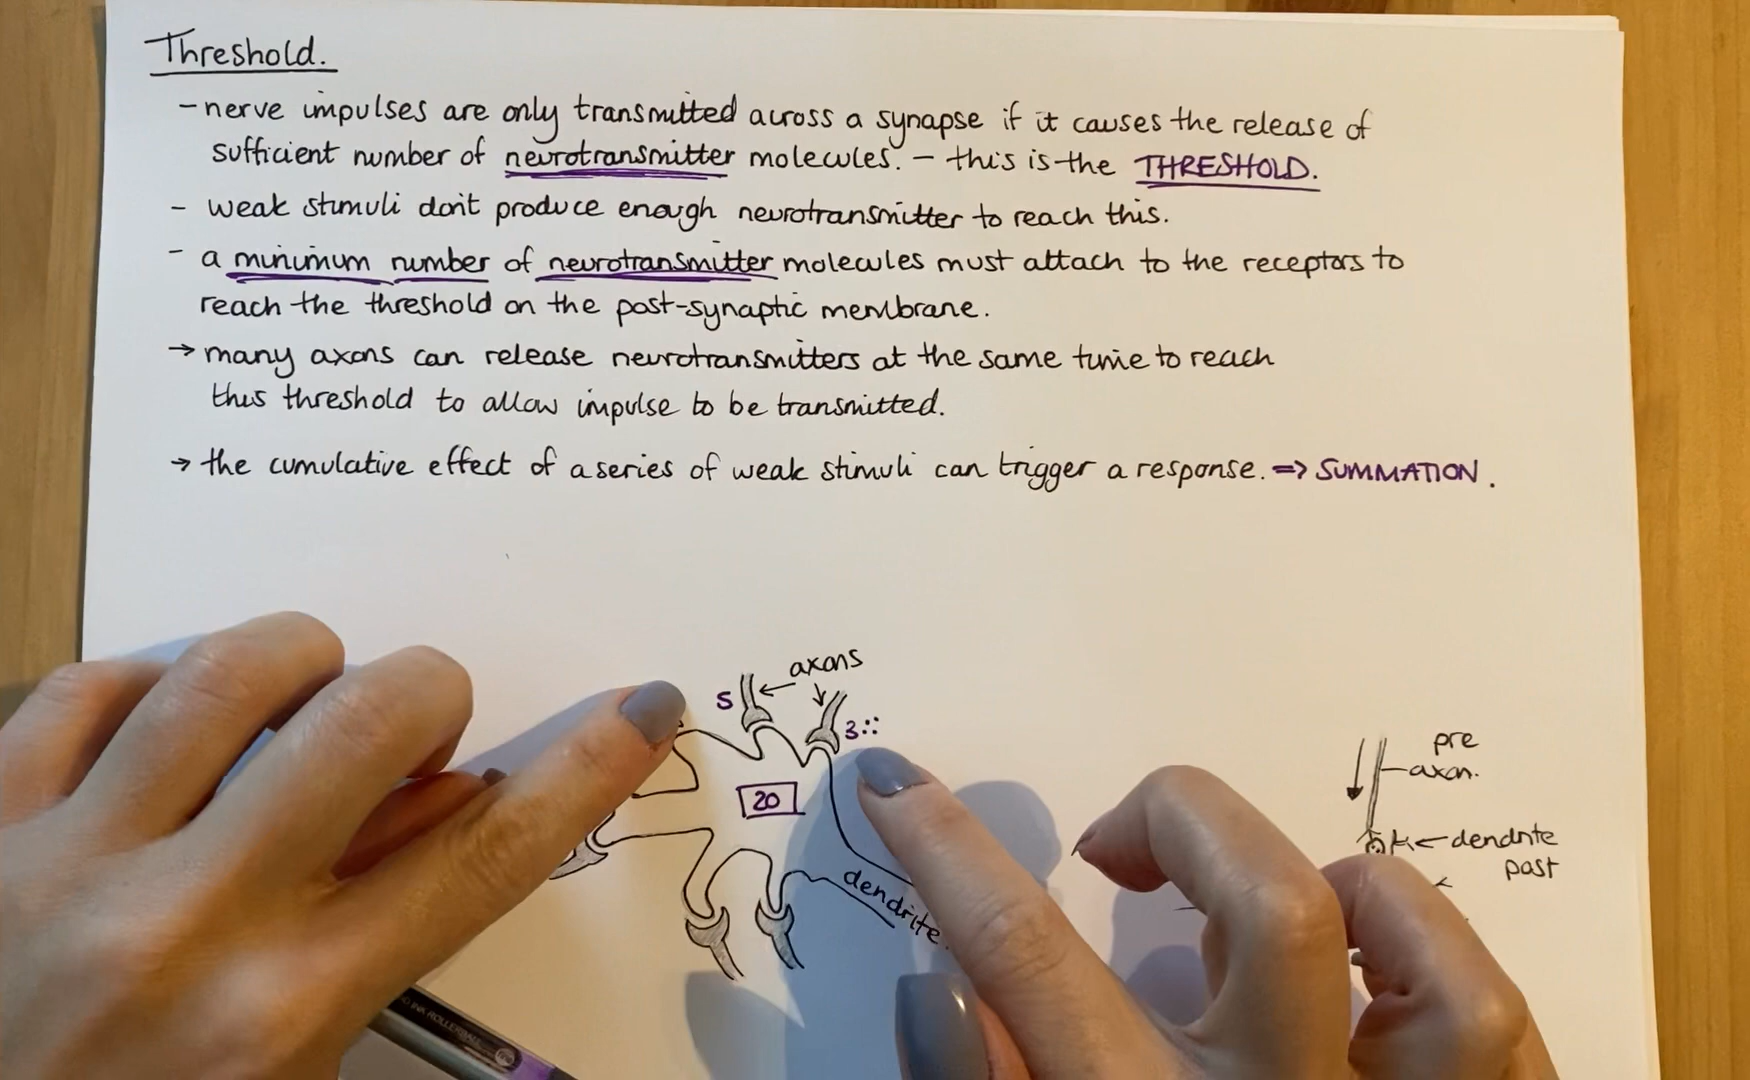 Threshold.
- nerve impulses are only transmitted across a synapse if it causes the release of
sufficient number of neurotransmitter molecules. - this is the THRESHOLD.
- weak stimuli don't produce enough neurotransmitter to reach this.
- a minimum number of neurotransmitter molecules must attach to the receptors to
reach the threshold on the post-synaptic membrane.
→ many axons can release neurotransmitters at the same time to reach
this threshold to allow impulse to be transmitted.
→ the cumulative effect of a series of weak stimuli can trigger a response. => SUMMATION.
axons
5
3
20
dendrite
pre
axon.
dendrite
post
INK ROLLERBALL